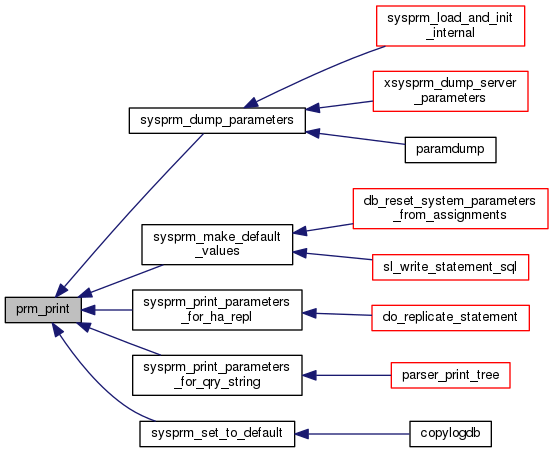 sysprm_load_and_init
_internal
xsysprm_dump_server
_parameters
sysprm_dump_parameters
paramdump
db_reset_system_parameters
_from_assignments
sysprm_make_default
_values
sl_write_statement_sql
prm_print
sysprm_print_parameters
_for_ha_repl
do_replicate_statement
sysprm_print_parameters
_for_qry_string
parser_print_tree
sysprm_set_to_default
copylogdb